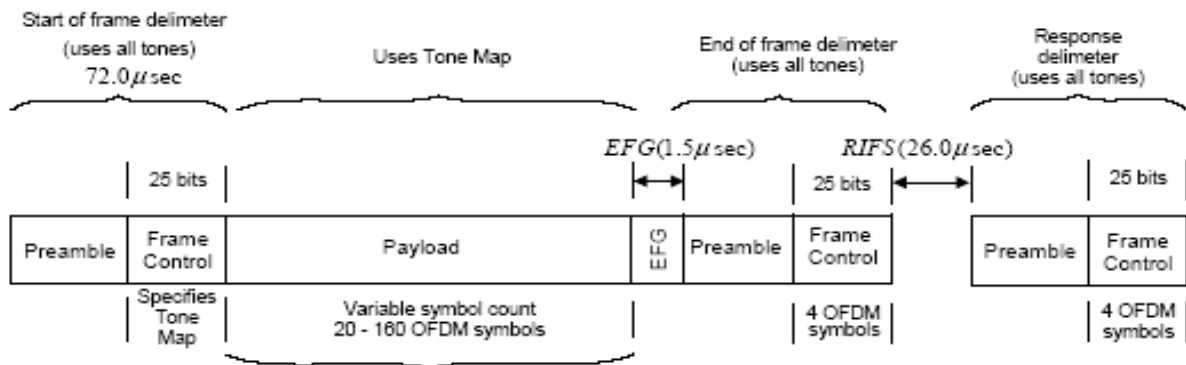 Start of frame delimeter
(uses all tones)
72.0μsec
Uses Tone Map
End of frame delimeter
(uses all tones)
Response
delimeter
(uses all tones)
EFG(1.5μsec)
RIFS(26.0μsec)
25 bits
25 bits
25 bits
Preamble
Frame
Control
Payload
EFG
Preamble
Frame
Control
Preamble
Frame
Control
Specifies
Tone
Map
Variable symbol count
20 - 160 OFDM symbols
4 OFDM
symbols
4 OFDM
symbols